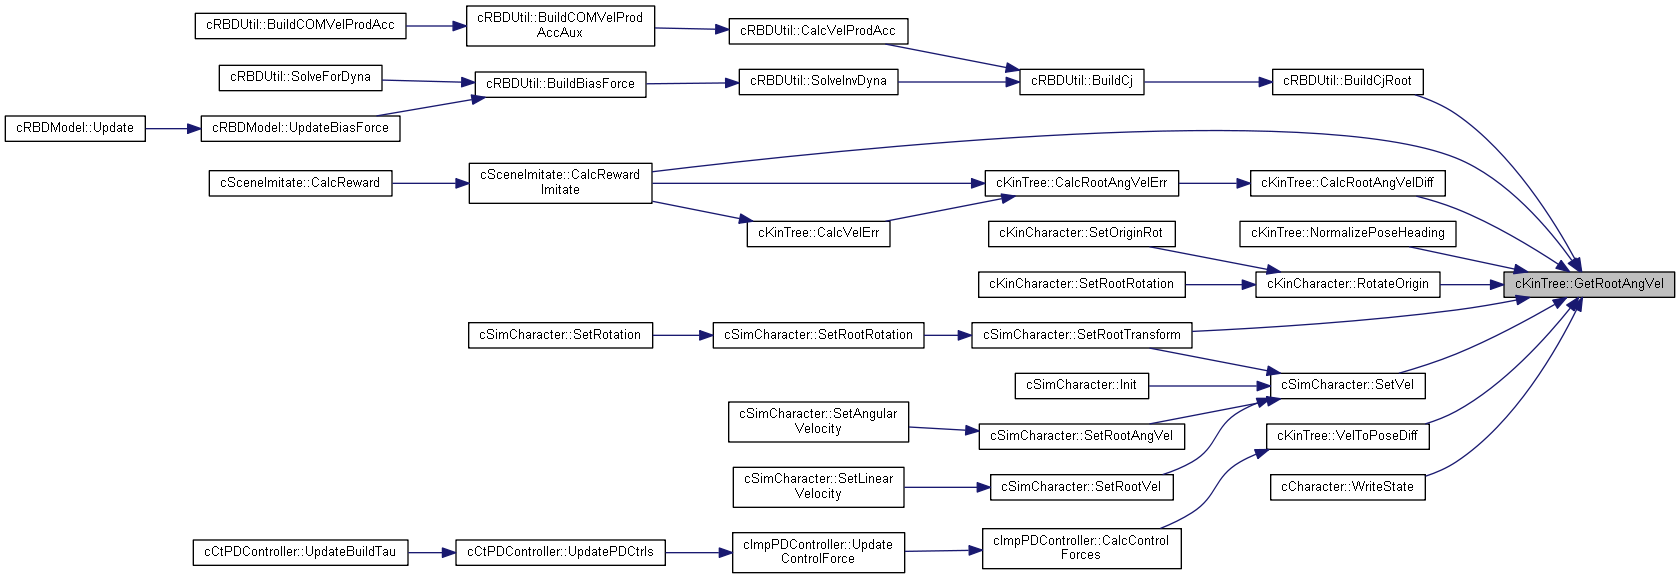 cRBDUtil::BuildCOMVelProdAcc
cRBDUtil::BuildCOMVelProd
AccAux
cRBDUtil::CalcVelProdAcc
cRBDUtil::SolveForDyna
cRBDUtil::BuildBiasForce
cRBDUtil::SolveInvDyna
cRBDUtil::BuildCj
cRBDUtil::BuildCjRoot
cRBDModel::Update
cRBDModel::UpdateBiasForce
cSceneImitate::CalcReward
cSceneImitate::CalcReward
Imitate
cKinTree::CalcRootAngVelErr
cKinTree::CalcRootAngVelDiff
cKinTree::CalcVelErr
cKinCharacter::SetOriginRot
cKinTree::NormalizePoseHeading
cKinCharacter::SetRootRotation
cKinCharacter::RotateOrigin
cKinTree::GetRootAngVel
cSimCharacter::SetRotation
cSimCharacter::SetRootRotation
cSimCharacter::SetRootTransform
cSimCharacter::Init
cSimCharacter::SetVel
cSimCharacter::SetAngular
Velocity
cSimCharacter::SetRootAngVel
cKinTree::VelToPoseDiff
cSimCharacter::SetLinear
Velocity
cSimCharacter::SetRootVel
cCharacter::WriteState
cCtPDController::UpdateBuildTau
cCtPDController::UpdatePDCtrls
cImpPDController::Update
ControlForce
cImpPDController::CalcControl
Forces